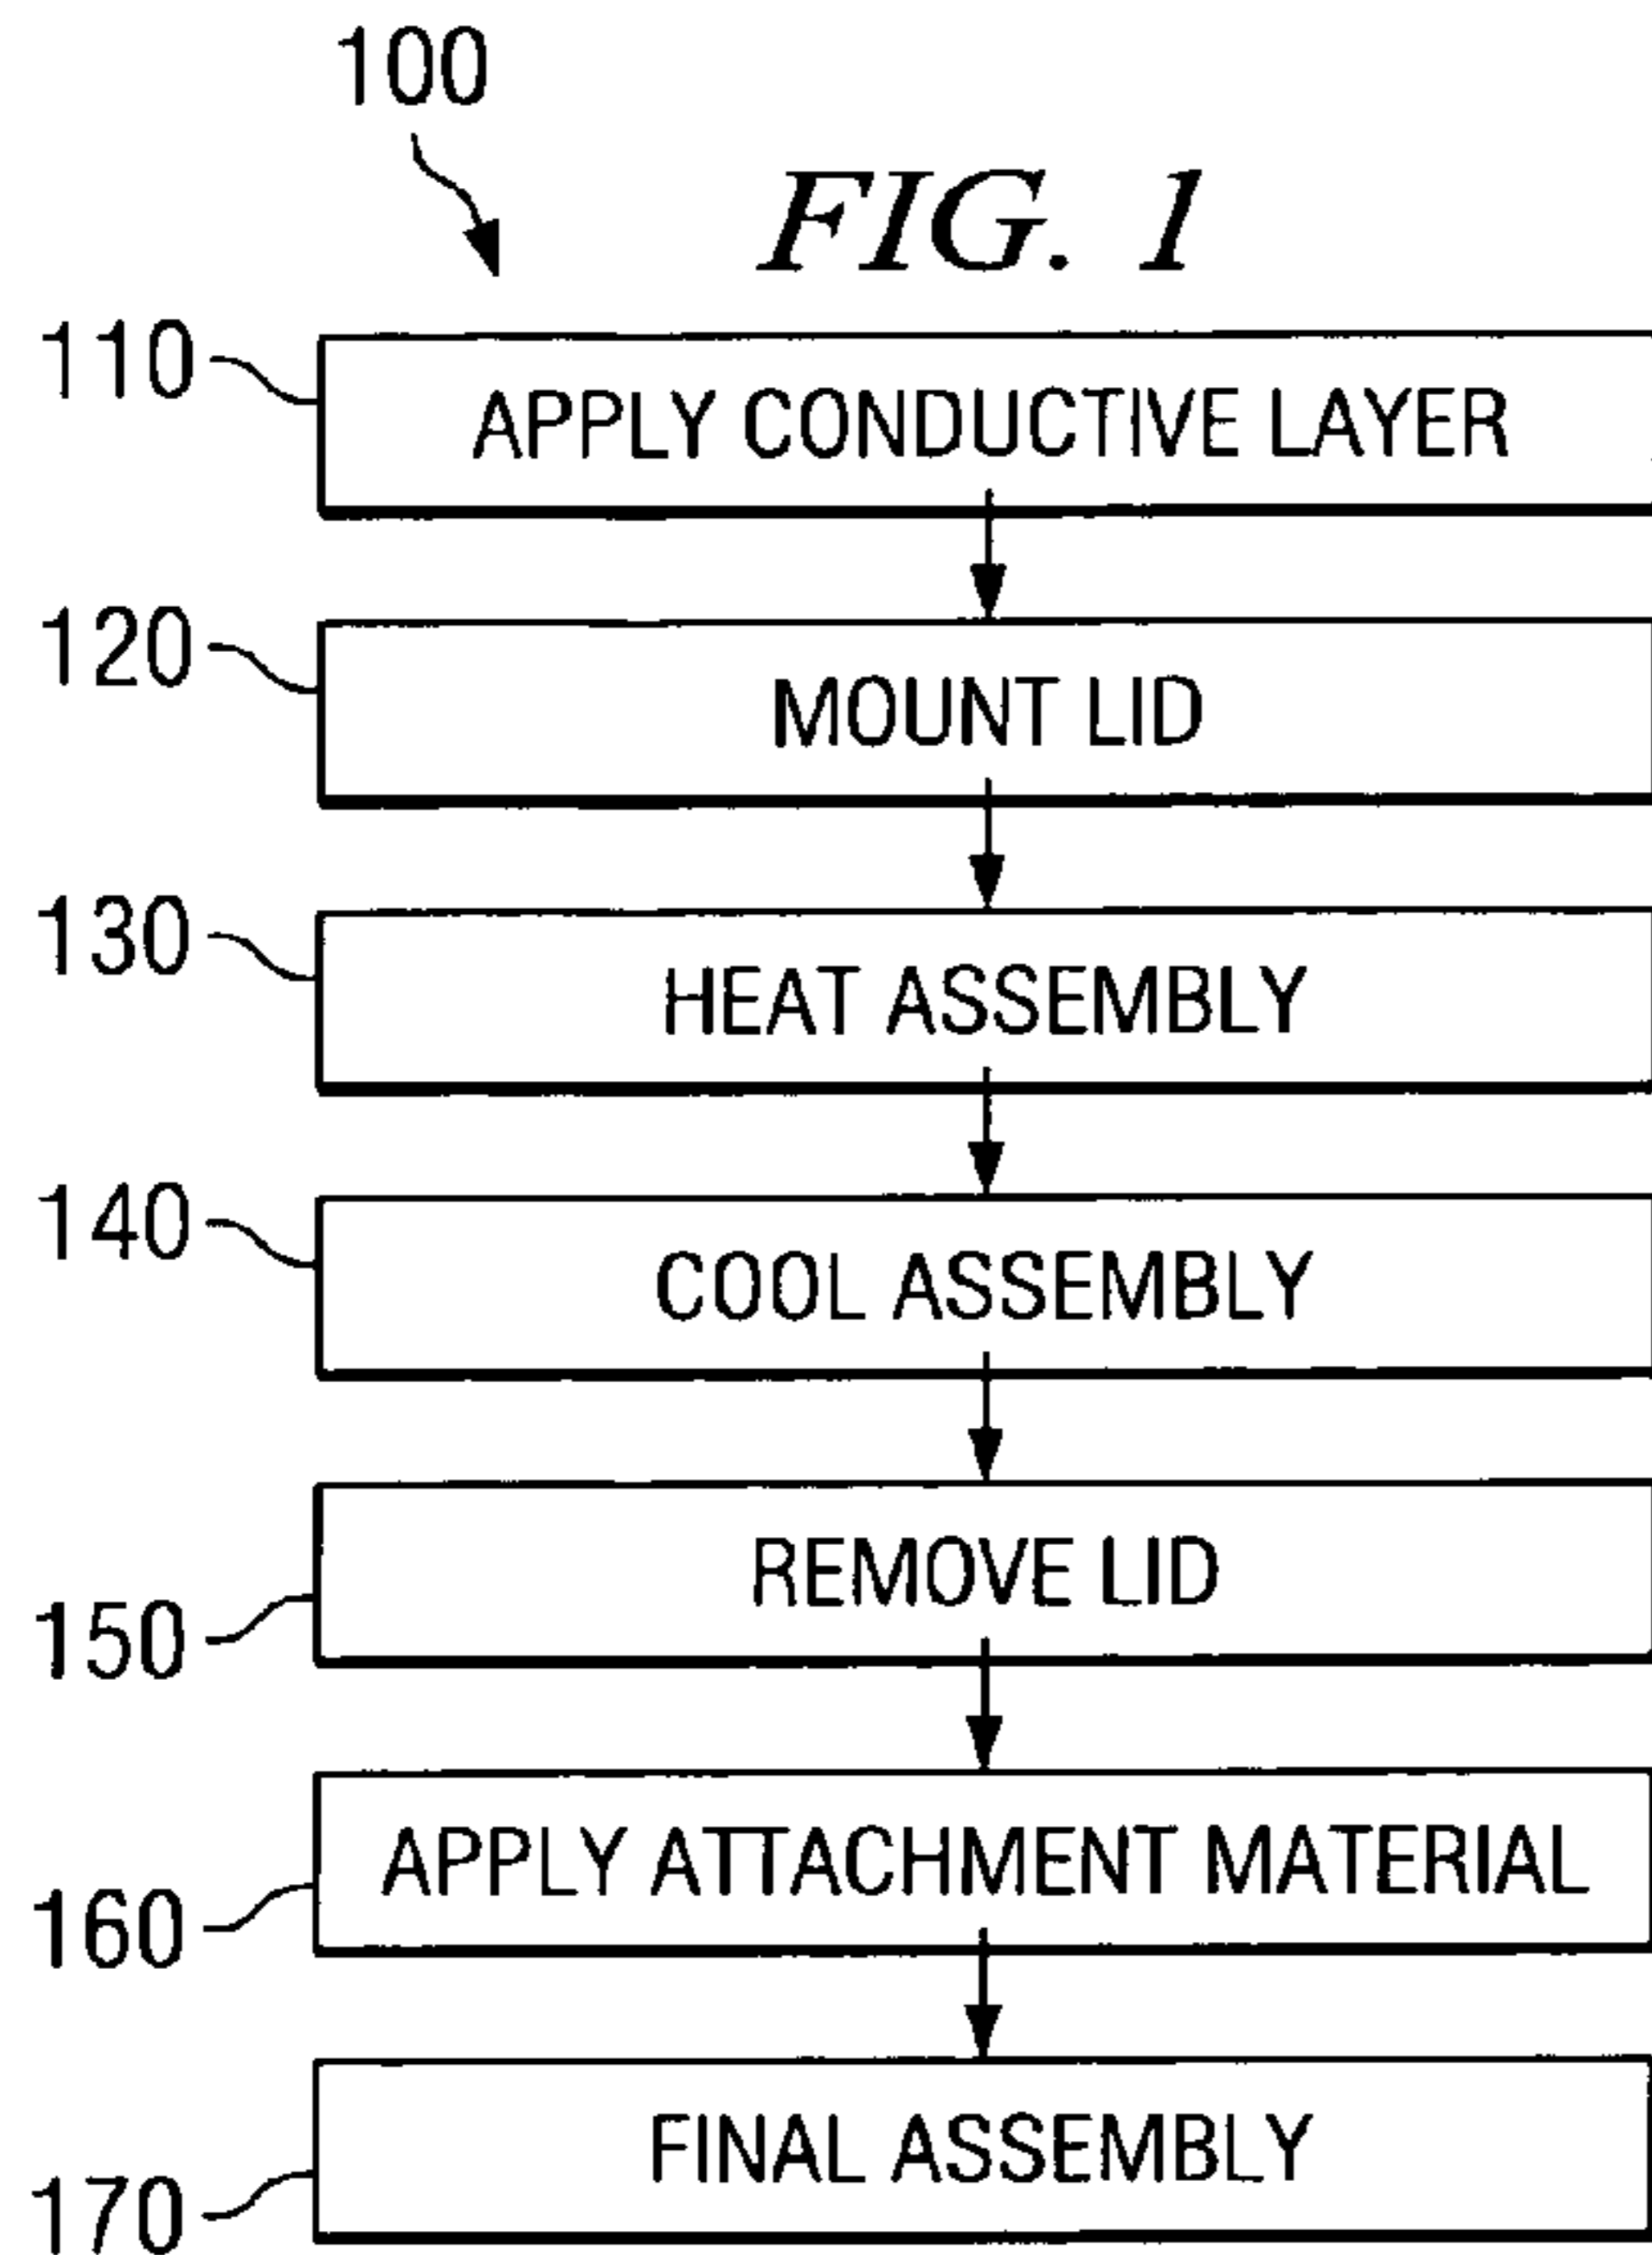 100
FIG. 1
110
APPLY CONDUCTIVE LAYER
120
MOUNT LID
130
HEAT ASSEMBLY
140
COOL ASSEMBLY
150
REMOVE LID
160
APPLY ATTACHMENT MATERIAL
170
FINAL ASSEMBLY